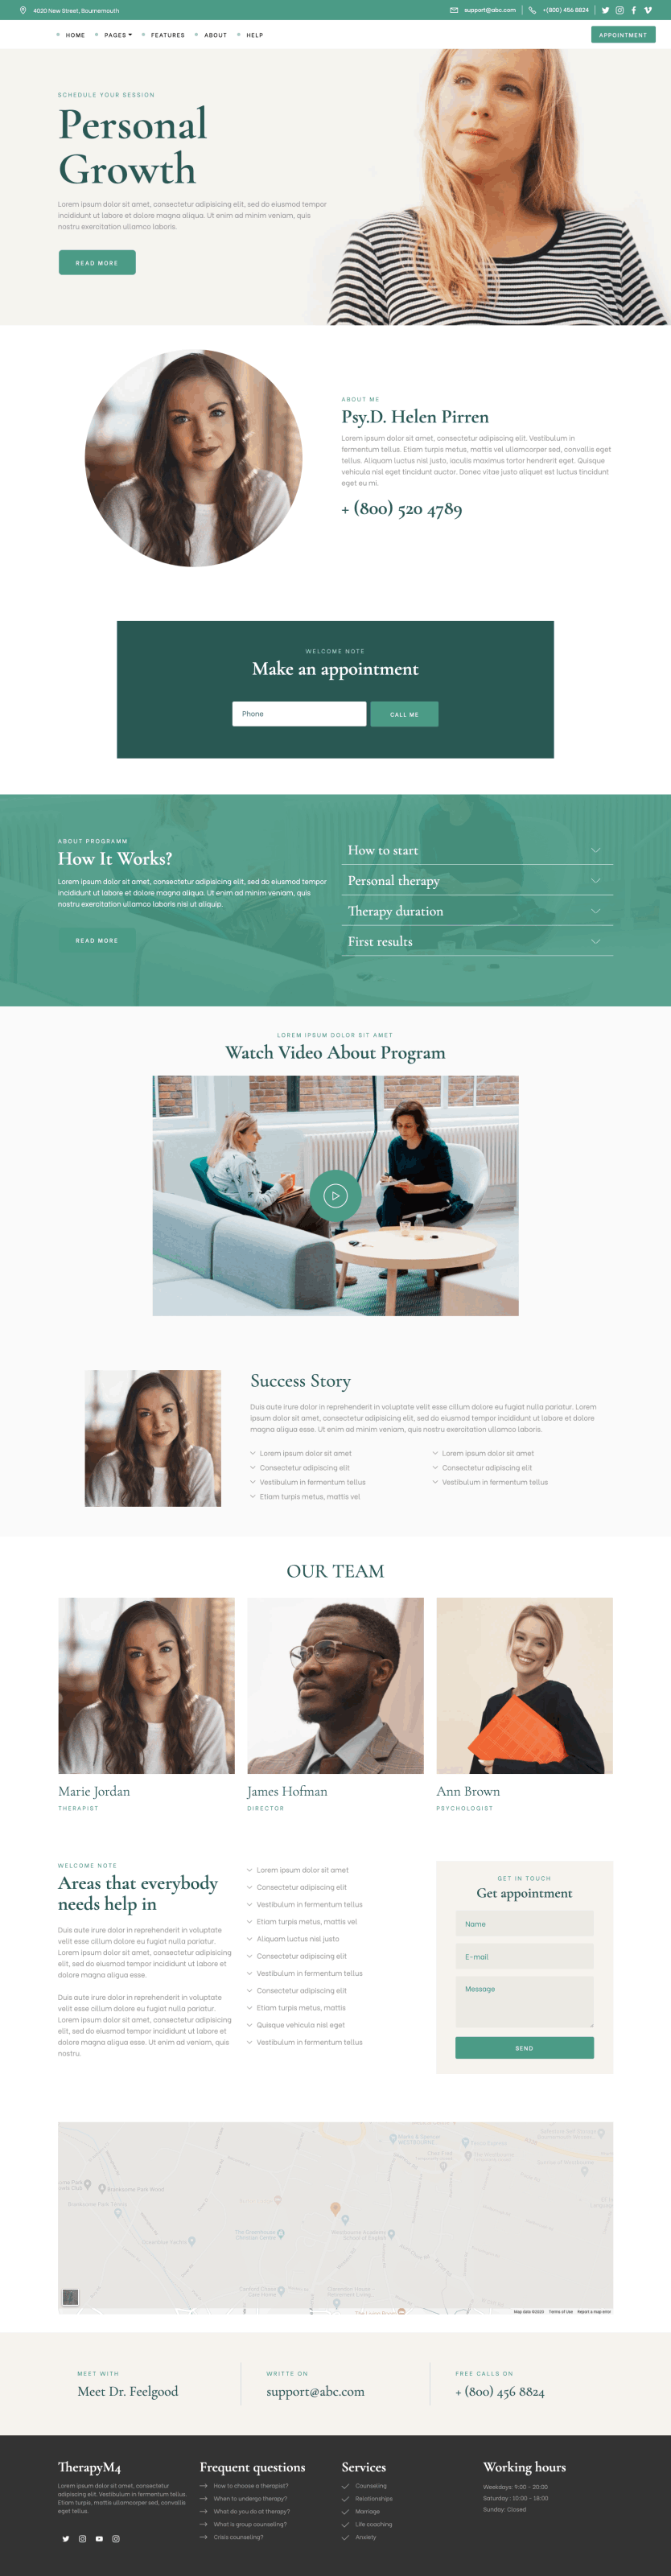 4020 New Street, Bournemouth
support@abc.com
+(800) 456 8824
HOME
PAGES
FEATURES
ABOUT
HELP
APPOINTMENT
SCHEDULE YOUR SESSION
Personal
Growth
Lorem ipsum dolor sit amet, consectetur adipisicing elit, sed do eiusmod tempor
incididunt ut labore et dolore magna aliqua. Ut enim ad minim veniam, quis
nostru exercitation ullamco laboris.
READ MORE
ABOUT ME
Psy.D. Helen Pirren
Lorem ipsum dolor sit amet, consectetur adipiscing elit. Vestibulum in
fermentum tellus. Etiam turpis metus, mattis vel ullamcorper sed, convallis eget
tellus. Aliquam luctus nisl justo, iaculis maximus tortor hendrerit eget. Quisque
vehicula nisl eget tincidunt auctor. Donec vitae justo aliquet est luctus tincidunt
eget eu mi.
+ (800) 520 4789
WELCOME NOTE
Make an appointment
Phone
CALL ME
ABOUT PROGRAMM
How It Works?
Lorem ipsum dolor sit amet, consectetur adipisicing elit, sed do eiusmod tempor
incididunt ut labore et dolore magna aliqua. Ut enim ad minim veniam, quis
nostru exercitation ullamco laboris nisi ut aliquip.
READ MORE
How to start
Personal therapy
Therapy duration
First results
LOREM IPSUM DOLOR SIT AMET
Watch Video About Program
Success Story
Duis aute irure dolor in reprehenderit in voluptate velit esse cillum dolore eu fugiat nulla pariatur. Lorem
ipsum dolor sit amet, consectetur adipisicing elit, sed do eiusmod tempor incididunt ut labore et dolore
magna aliqua esse. Ut enim ad minim veniam, quis nostru exercitation ullamco laboris.
Lorem ipsum dolor sit amet
Consectetur adipiscing elit
Vestibulum in fermentum tellus
Etiam turpis metus, mattis vel
Lorem ipsum dolor sit amet
Consectetur adipiscing elit
Vestibulum in fermentum tellus
OUR TEAM
Marie Jordan
THERAPIST
James Hofman
DIRECTOR
Ann Brown
PSYCHOLOGIST
WELCOME NOTE
Areas that everybody
needs help in
Duis aute irure dolor in reprehenderit in voluptate
velit esse cillum dolore eu fugiat nulla pariatur.
Lorem ipsum dolor sit amet, consectetur adipisicing
elit, sed do eiusmod tempor incididunt ut labore et
dolore magna aliqua esse.
Duis aute irure dolor in reprehenderit in voluptate
velit esse cillum dolore eu fugiat nulla pariatur.
Lorem ipsum dolor sit amet, consectetur adipisicing
elit, sed do eiusmod tempor incididunt ut labore et
dolore magna aliqua esse. Ut enim ad veniam, quis
nostru.
Lorem ipsum dolor sit amet
Consectetur adipiscing elit
Vestibulum in fermentum tellus
Etiam turpis metus, mattis vel
Aliquam luctus nisl justo
Consectetur adipiscing elit
Vestibulum in fermentum tellus
Consectetur adipiscing elit
Etiam turpis metus, mattis
Quisque vehicula nisl eget
Vestibulum in fermentum tellus
GET IN TOUCH
Get appointment
Name
E-mail
Message
SEND
Map data ©2020 Terms of Use Report a map error
MEET WITH
Meet Dr. Feelgood
WRITTE ON
support@abc.com
FREE CALLS ON
+ (800) 456 8824
TherapyM4
Lorem ipsum dolor sit amet, consectetur
adipiscing elit. Vestibulum in fermentum tellus.
Etiam turpis, mattis ullamcorper sed, convallis
eget tellus.
Frequent questions
How to choose a therapist?
When to undergo therapy?
What do you do at therapy?
What is group counseling?
Crisis counseling?
Services
Counseling
Relationships
Marriage
Life coaching
Anxiety
Working hours
Weekdays: 9:00 - 20:00
Saturday : 10:00 - 18:00
Sunday: Closed